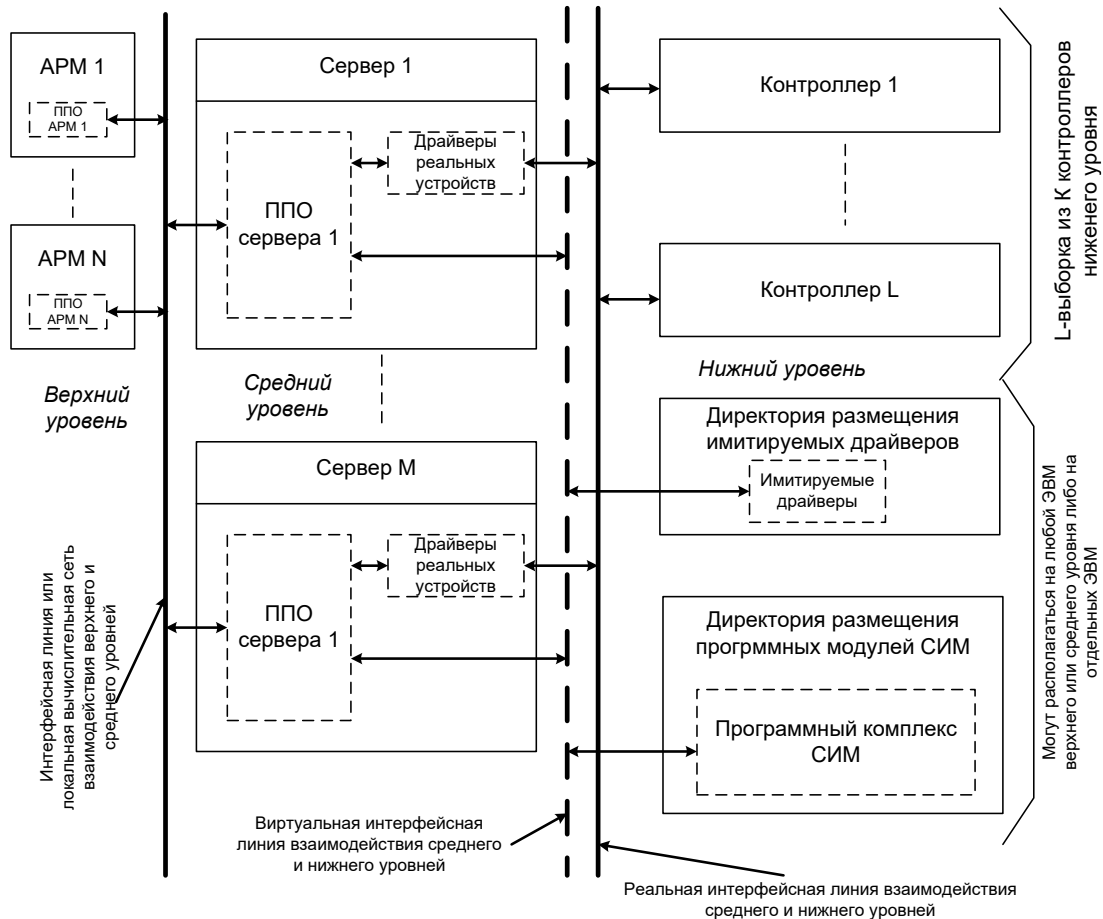 АРМ 1
ППО
АРМ 1
АРМ N
ППО
АРМ N
Верхний
уровень
Интерфейсная линия или
локальная вычислительная сеть
взаимодействия верхнего и
среднего уровней
Сервер 1
ППО
сервера 1
Драйверы
реальных
устройств
Средний
уровень
Сервер M
ППО
сервера 1
Драйверы
реальных
устройств
Виртуальная интерфейсная
линия взаимодействия среднего
и нижнего уровней
Контроллер 1
Контроллер L
Нижний уровень
Директория размещения
имитируемых драйверов
Имитируемые
драйверы
Директория размещения
прогрммных модулей СИМ
Программный комплекс
СИМ
Реальная интерфейсная линия взаимодействия
среднего и нижнего уровней
L-выборка из К контроллеров
ниженего уровня
Могут располагаться на любой ЭВМ
верхнего или среднего уровня либо на
отдельных ЭВМ